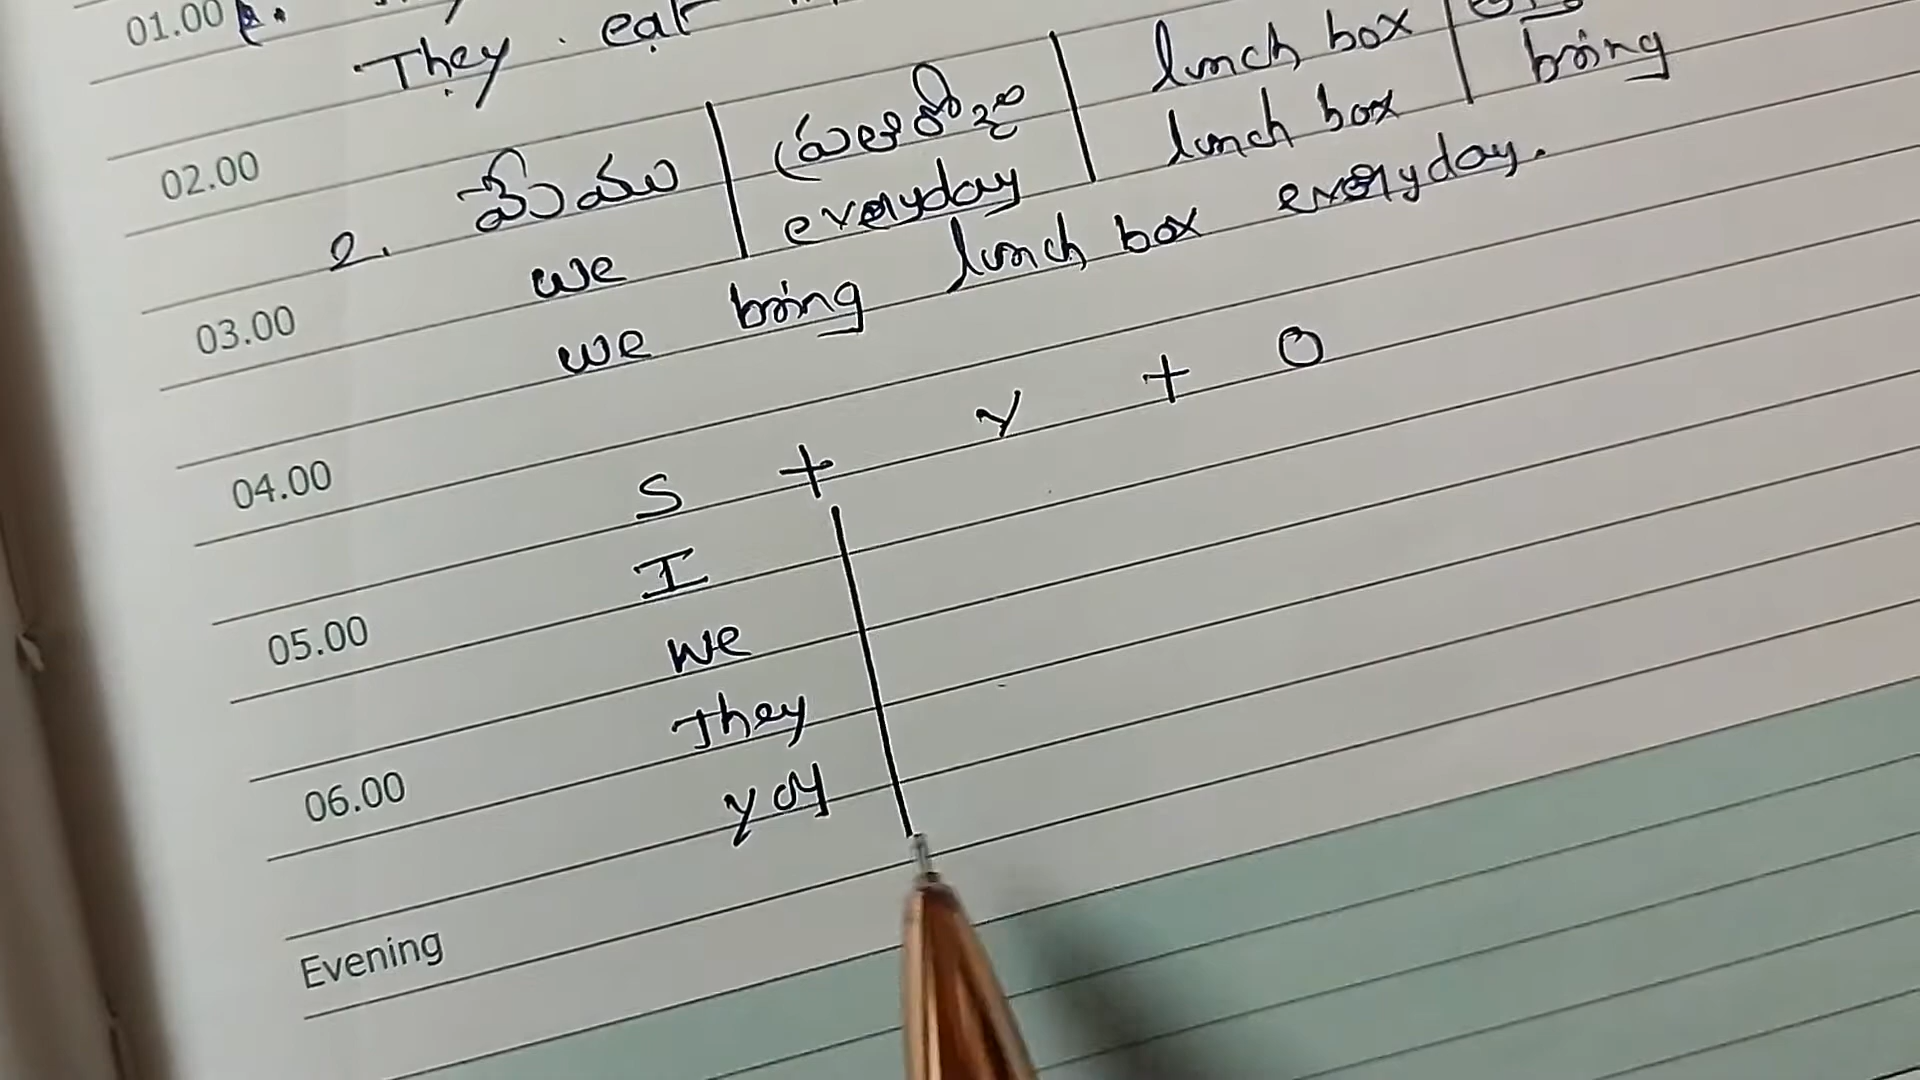 01.00
They eat
మేము | ప్రతిరోజు | lunch box |
02.00
2. we | everyday | lunch box | bring
we bring lunch box everyday.
03.00
S + V + O
04.00
I
We
05.00
They
you
06.00
Evening